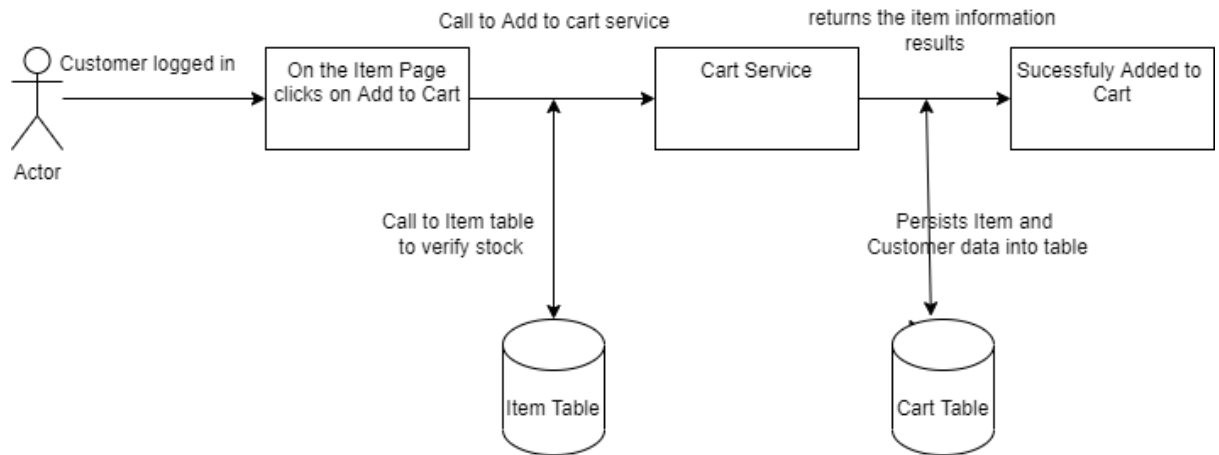 Call to Add to cart service
returns the item information
results
Customer logged in
On the Item Page
clicks on Add to Cart
Cart Service
Sucessfuly Added to
Cart
Actor
Call to Item table
to verify stock
Persists Item and
Customer data into table
Item Table
Cart Table